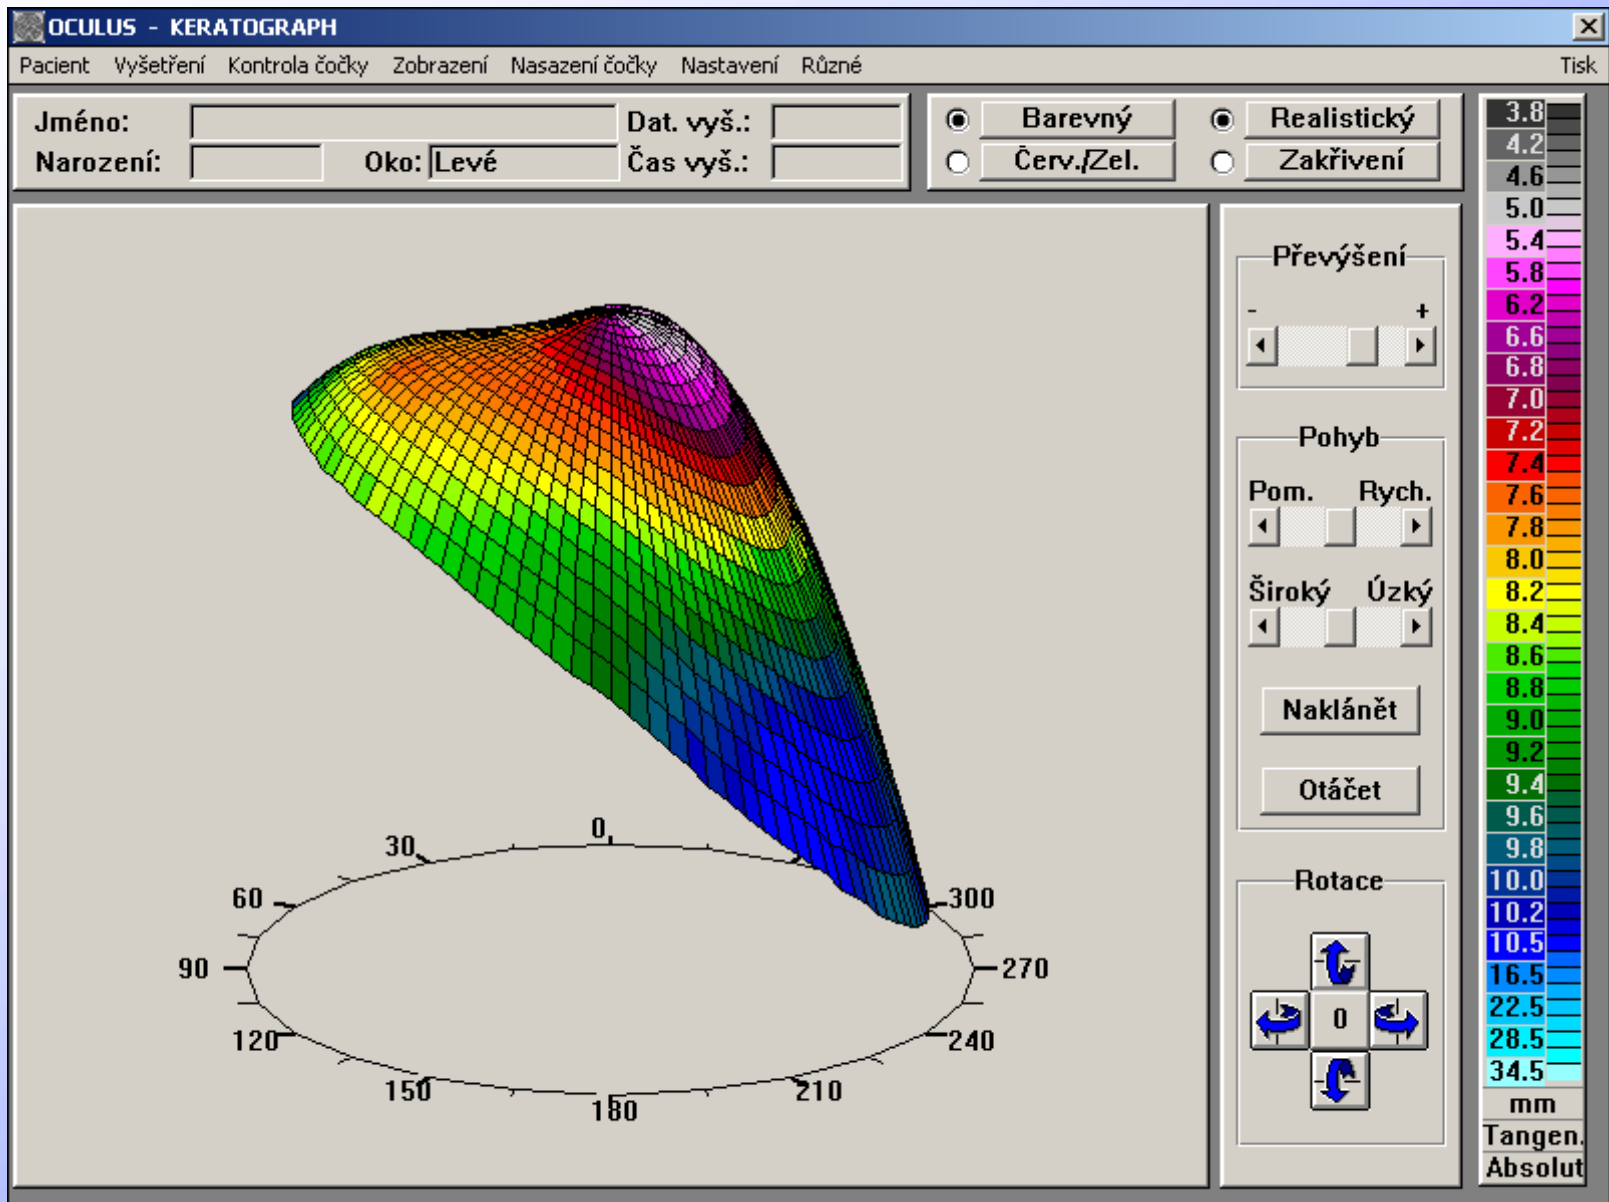 OCULUS - KERATOGRAPH
Pacient Vyšetření Kontrola čočky Zobrazení Nasazení čočky Nastavení Různé Tisk
Jméno: Dat. vyš.:
Narození: Oko: Levé Čas vyš.:
Barevný Realistický
Červ./Zel. Zakřivení
Převýšení
- +
Pohyb
Pom. Rych.
Široký Úzký
Naklánět
Otáčet
Rotace
0
0
30
60
90
120
150
180
210
240
270
300
3.8
4.2
4.6
5.0
5.4
5.8
6.2
6.6
6.8
7.0
7.2
7.4
7.6
7.8
8.0
8.2
8.4
8.6
8.8
9.0
9.2
9.4
9.6
9.8
10.0
10.2
10.5
16.5
22.5
28.5
34.5
mm
Tangen.
Absolut